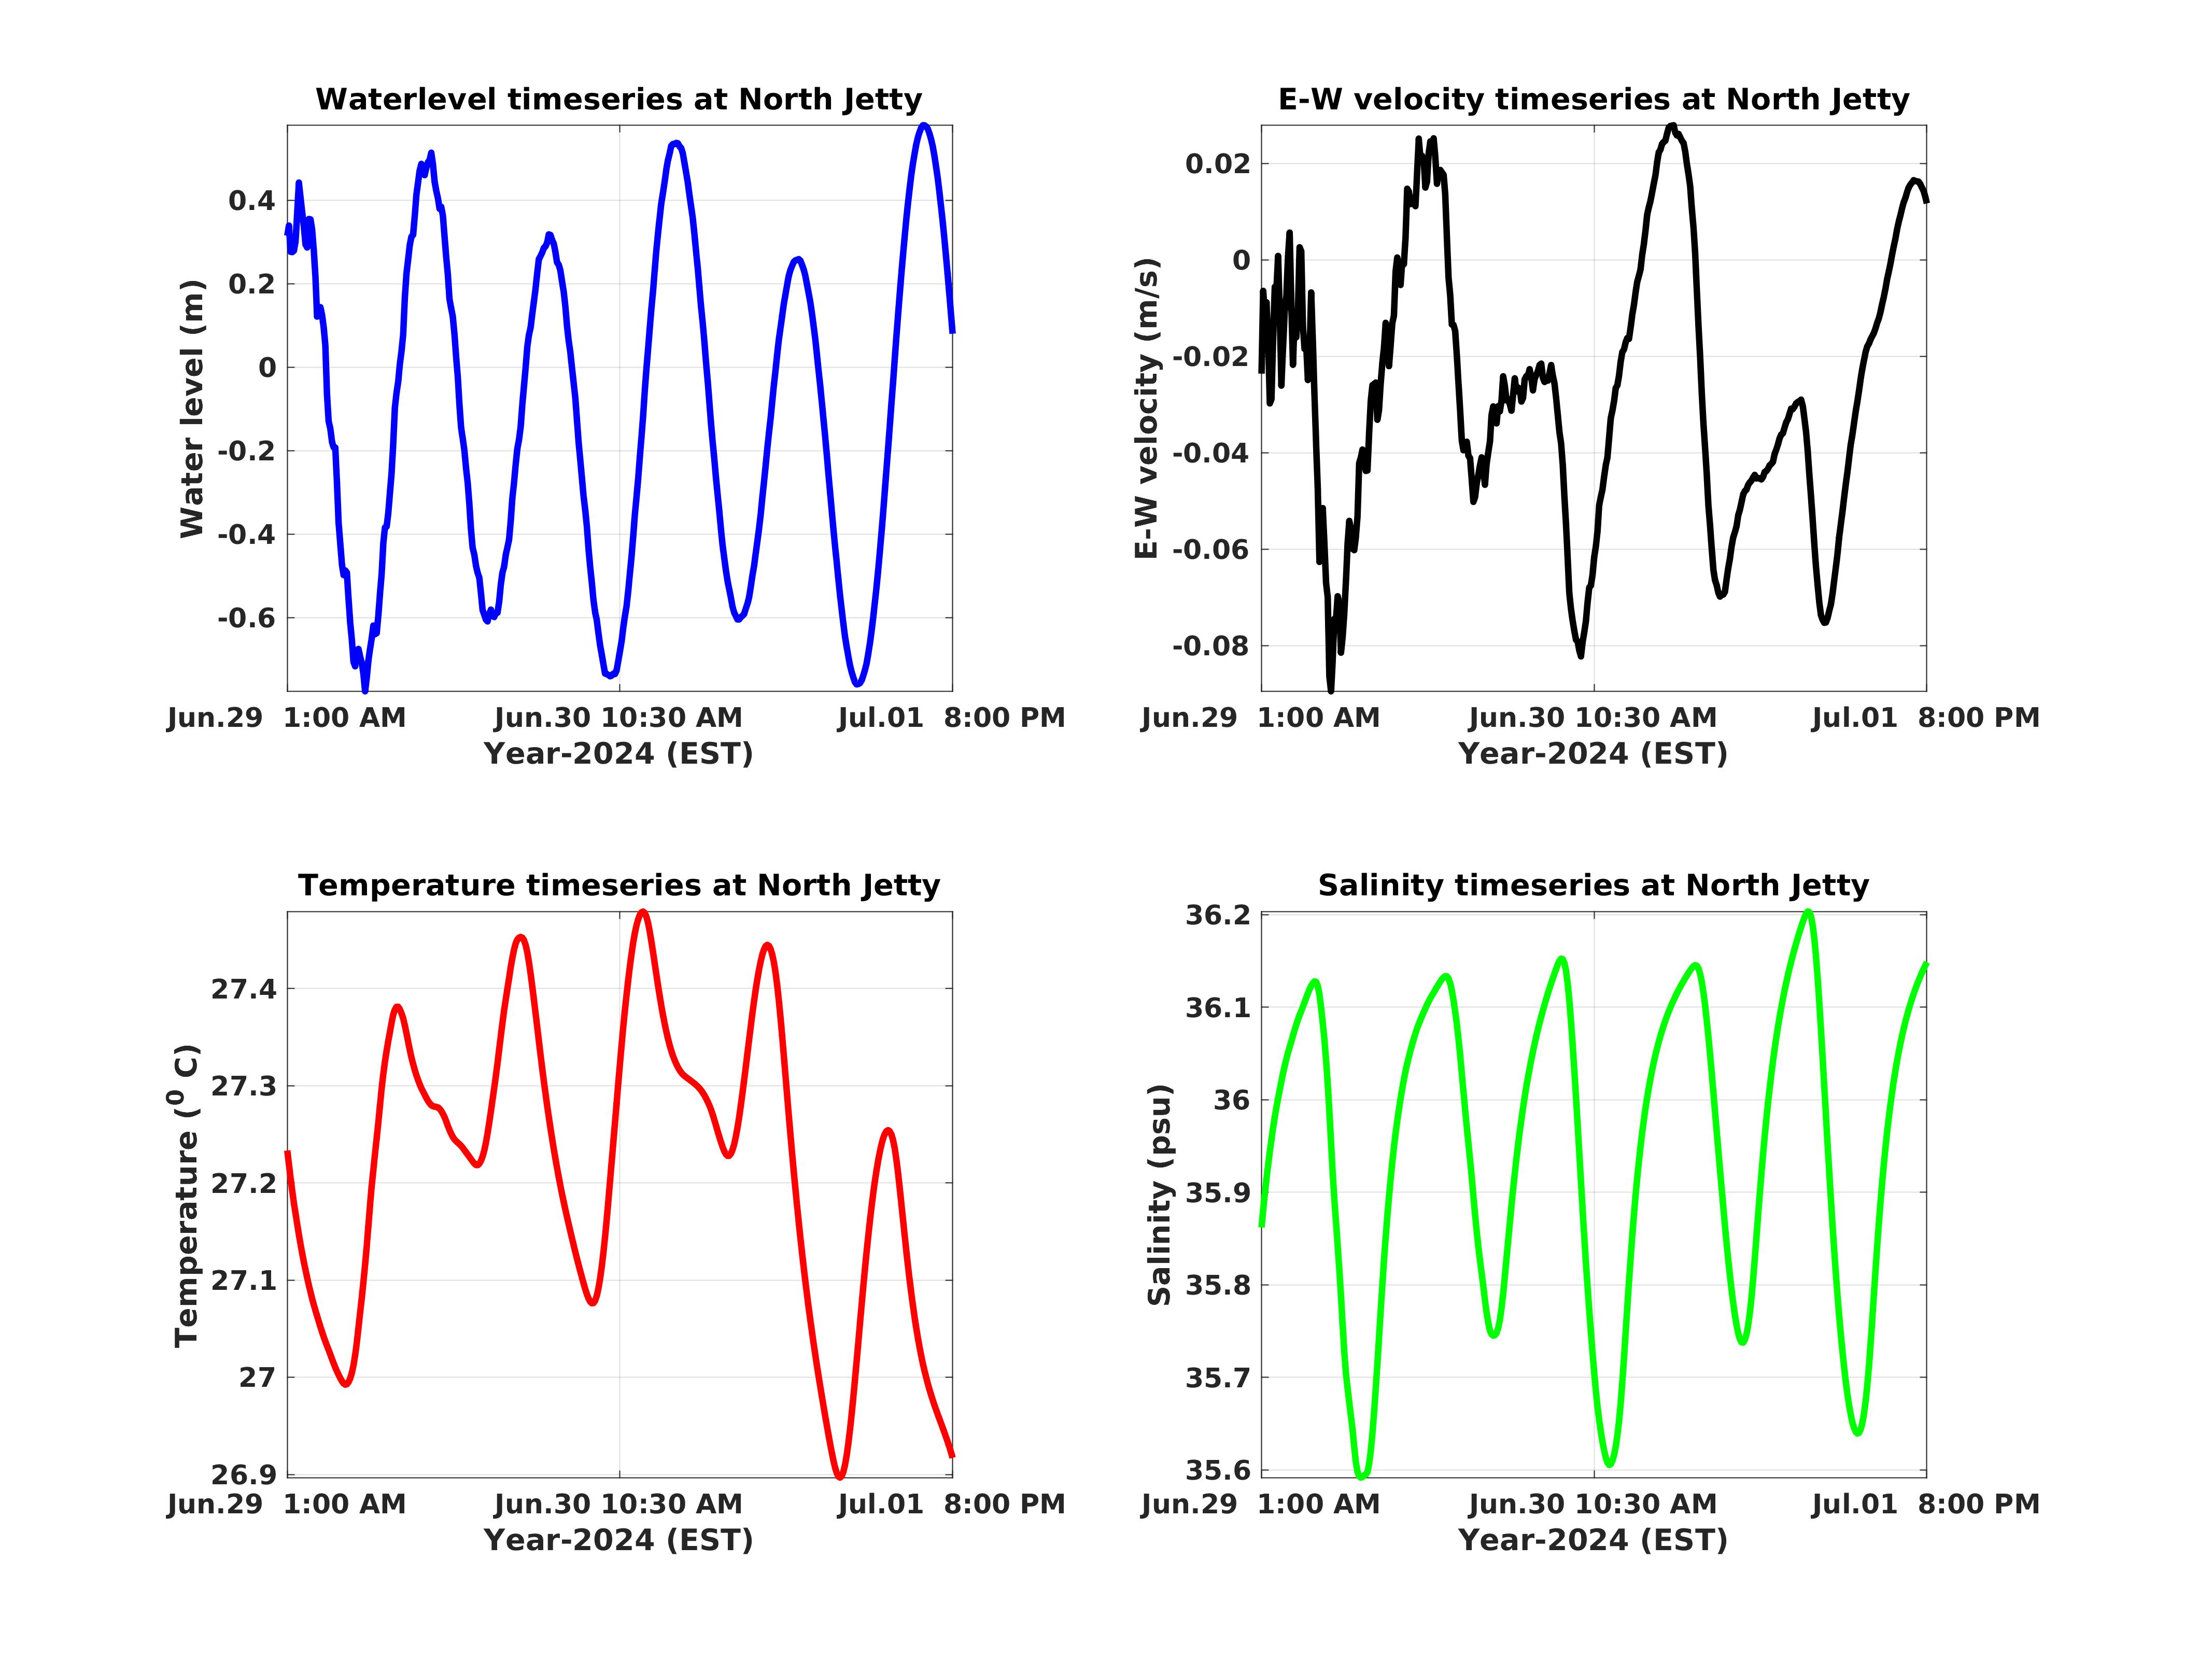 Waterlevel timeseries at North Jetty
Water level (m)
0.4
0.2
0
-0.2
-0.4
-0.6
Jun.29 1:00 AM Jun.30 10:30 AM Jul.01 8:00 PM
Year-2024 (EST)
E-W velocity timeseries at North Jetty
E-W velocity (m/s)
0.02
0
-0.02
-0.04
-0.06
-0.08
Jun.29 1:00 AM Jun.30 10:30 AM Jul.01 8:00 PM
Year-2024 (EST)
Temperature timeseries at North Jetty
Temperature (⁰ C)
27.4
27.3
27.2
27.1
27
26.9
Jun.29 1:00 AM Jun.30 10:30 AM Jul.01 8:00 PM
Year-2024 (EST)
Salinity timeseries at North Jetty
Salinity (psu)
36.2
36.1
36
35.9
35.8
35.7
35.6
Jun.29 1:00 AM Jun.30 10:30 AM Jul.01 8:00 PM
Year-2024 (EST)